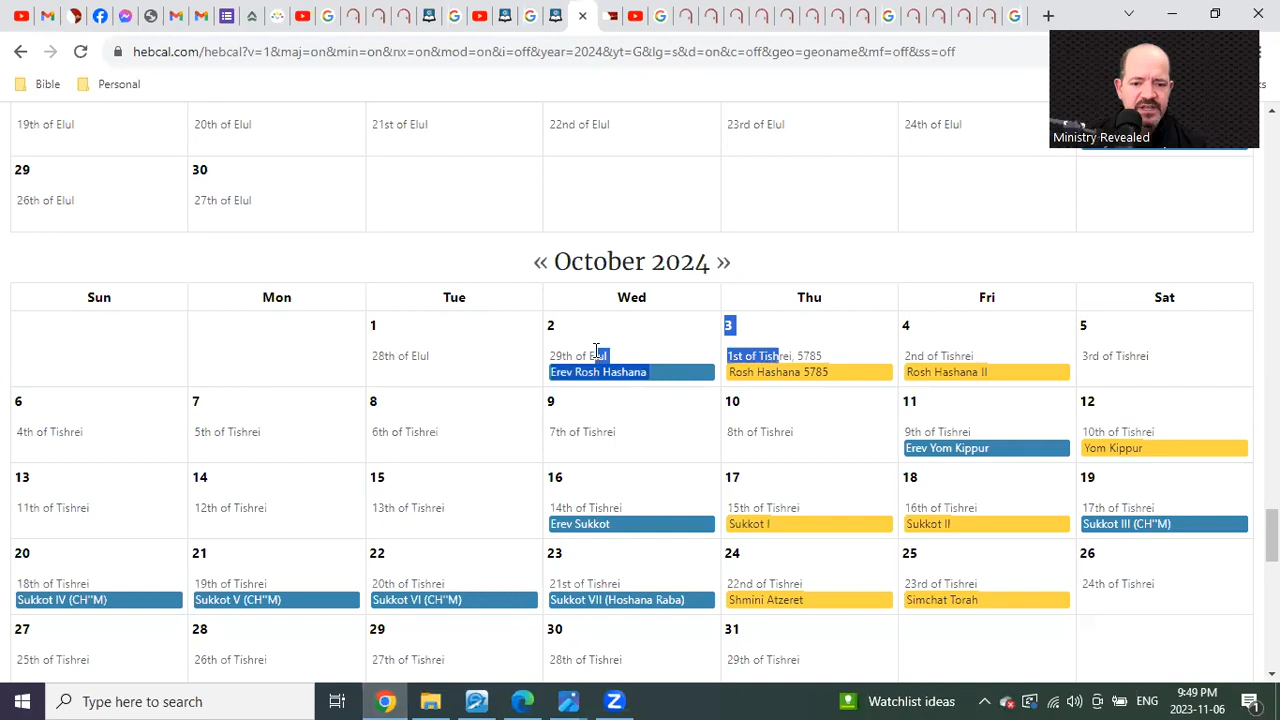 hebcal.com/hebcal?v=1&maj=on&min=on&nx=on&mod=on&i=off&year=2024&yt=G&lg=s&d=on&c=off&geo=geoname&mf=off&ss=off
Bible Personal
Ministry Revealed
19th of Elul 20th of Elul 21st of Elul 22nd of Elul 23rd of Elul 24th of Elul
29 30
26th of Elul 27th of Elul
« October 2024 »
Sun Mon Tue Wed Thu Fri Sat
1 2 3 4 5
28th of Elul 29th of Elul 1st of Tishrei, 5785 2nd of Tishrei 3rd of Tishrei
Erev Rosh Hashana Rosh Hashana 5785 Rosh Hashana II
6 7 8 9 10 11 12
4th of Tishrei 5th of Tishrei 6th of Tishrei 7th of Tishrei 8th of Tishrei 9th of Tishrei 10th of Tishrei
Erev Yom Kippur Yom Kippur
13 14 15 16 17 18 19
11th of Tishrei 12th of Tishrei 13th of Tishrei 14th of Tishrei 15th of Tishrei 16th of Tishrei 17th of Tishrei
Erev Sukkot Sukkot I Sukkot II Sukkot III (CH''M)
20 21 22 23 24 25 26
18th of Tishrei 19th of Tishrei 20th of Tishrei 21st of Tishrei 22nd of Tishrei 23rd of Tishrei 24th of Tishrei
Sukkot IV (CH''M) Sukkot V (CH''M) Sukkot VI (CH''M) Sukkot VII (Hoshana Raba) Shmini Atzeret Simchat Torah
27 28 29 30 31
25th of Tishrei 26th of Tishrei 27th of Tishrei 28th of Tishrei 29th of Tishrei
Type here to search Watchlist ideas ENG 9:49 PM
2023-11-06
1